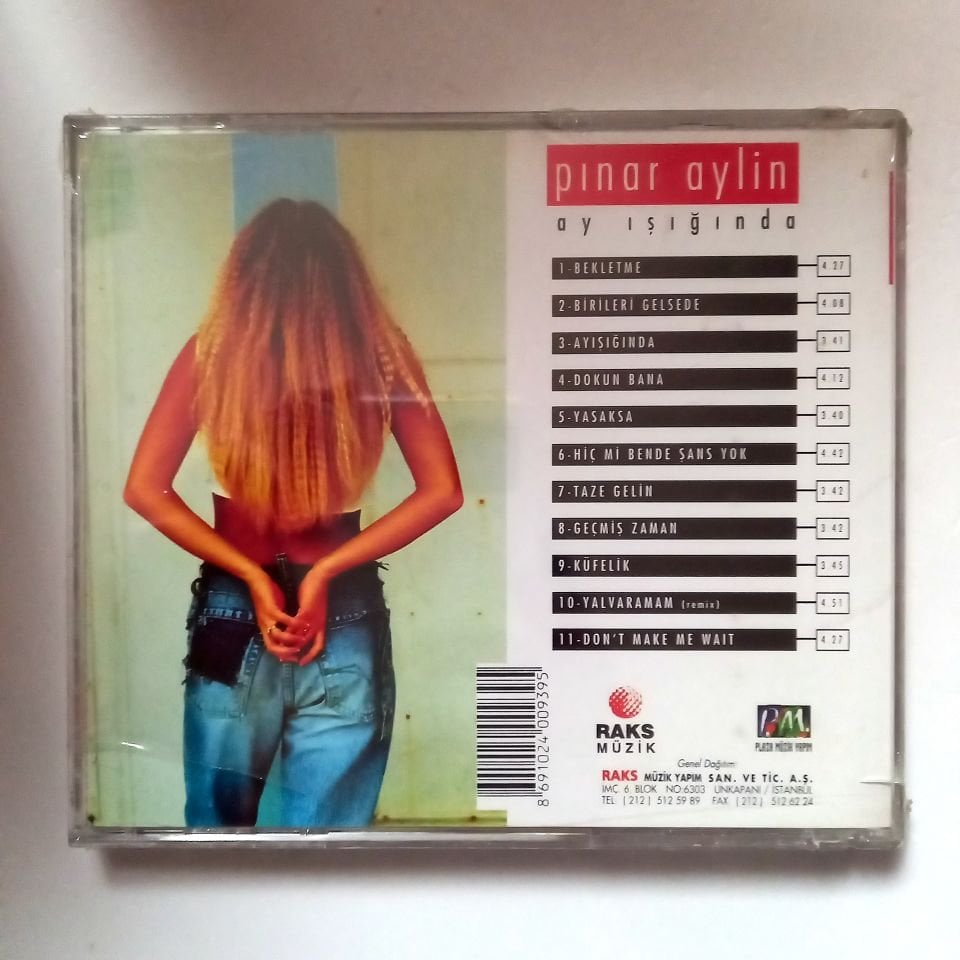 pınar aylin
ay ışığında
1-BEKLETME 4.27
2-BİRİLERİ GELSEDE 4.08
3-AYIŞIĞINDA 3.41
4-DOKUN BANA 4.12
5-YASAKSA 3.40
6-HİÇ Mİ BENDE ŞANS YOK 4.42
7-TAZE GELİN 3.42
8-GEÇMİŞ ZAMAN 3.42
9-KÜFELİK 3.45
10-YALVARAMAM (remix) 4.51
11-DON'T MAKE ME WAIT 4.27
8 691024 009395
RAKS
MÜZİK
P.M.
PLAZA MÜZİK YAPIM
Genel Dağıtım
RAKS MÜZİK YAPIM SAN. VE TİC. A.Ş.
IMC. 6. BLOK NO:6303 UNKAPANI / İSTANBUL
TEL (212) 512 59 89 FAX (212) 512 62 24